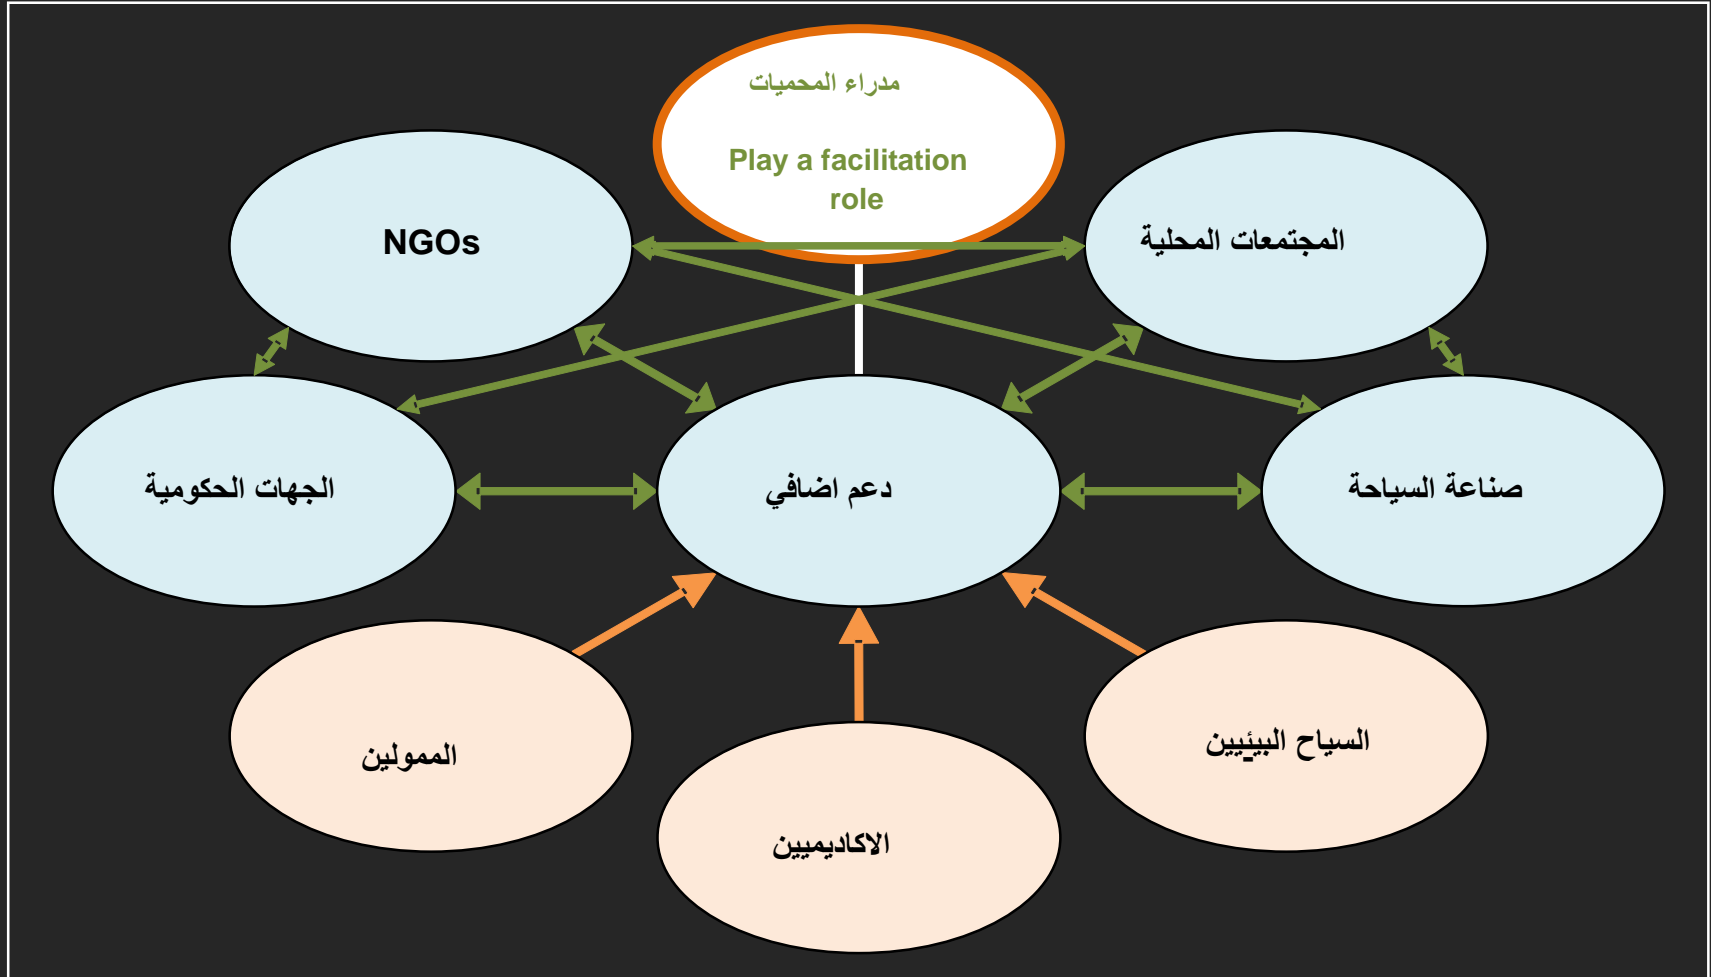 مدراء المحميات
Play a facilitation
role
NGOs
المجتمعات المحلية
الجهات الحكومية
دعم اضافي
صناعة السياحة
الممولين
الاكاديميين
السياح البيئيين